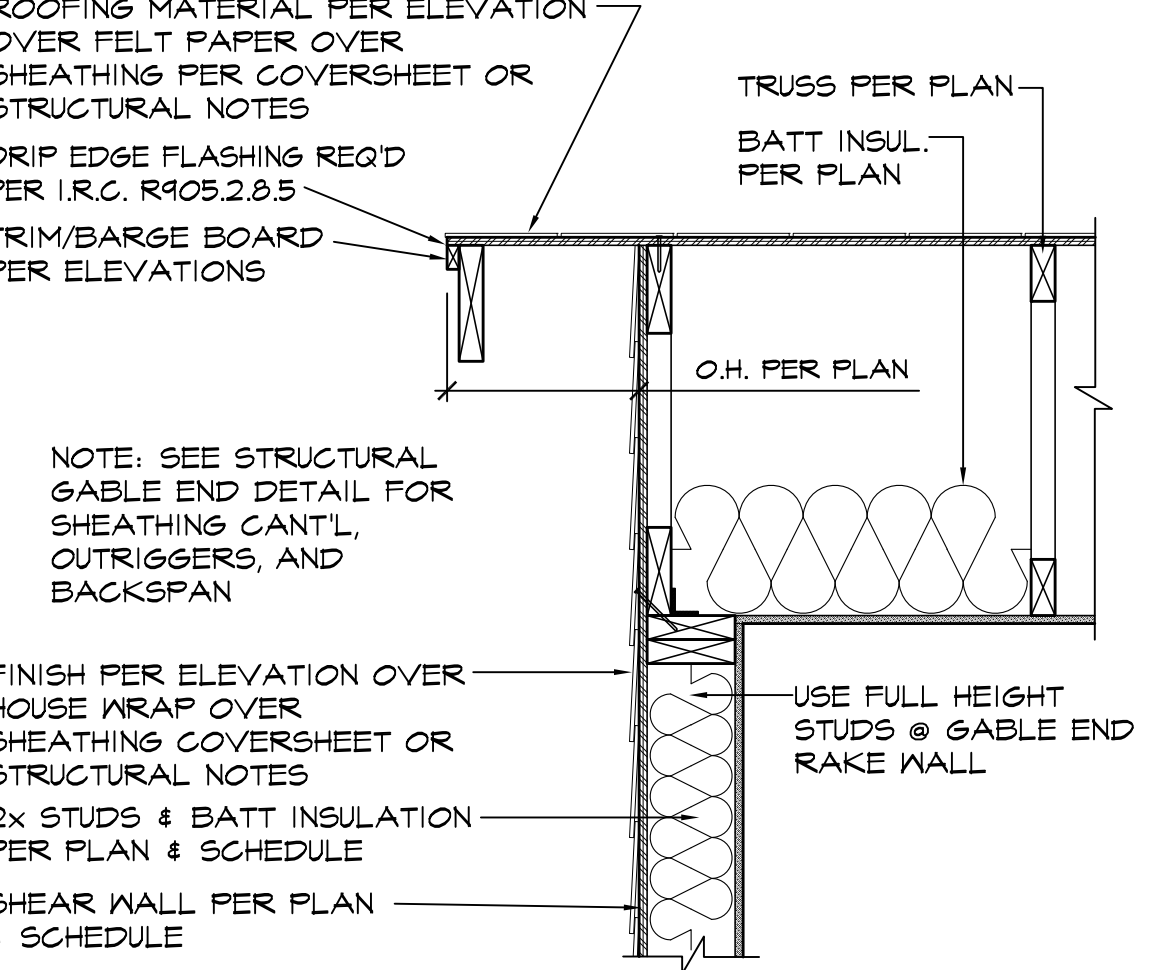 ROOFING MATERIAL PER ELEVATION
OVER FELT PAPER OVER
SHEATHING PER COVERSHEET OR
STRUCTURAL NOTES
DRIP EDGE FLASHING REQ'D
PER I.R.C. R905.2.8.5
TRIM/BARGE BOARD
PER ELEVATIONS
TRUSS PER PLAN
BATT INSUL.
PER PLAN
O.H. PER PLAN
NOTE: SEE STRUCTURAL
GABLE END DETAIL FOR
SHEATHING CANT'L,
OUTRIGGERS, AND
BACKSPAN
FINISH PER ELEVATION OVER
HOUSE WRAP OVER
SHEATHING COVERSHEET OR
STRUCTURAL NOTES
2x STUDS & BATT INSULATION
PER PLAN & SCHEDULE
SHEAR WALL PER PLAN
& SCHEDULE
USE FULL HEIGHT
STUDS @ GABLE END
RAKE WALL